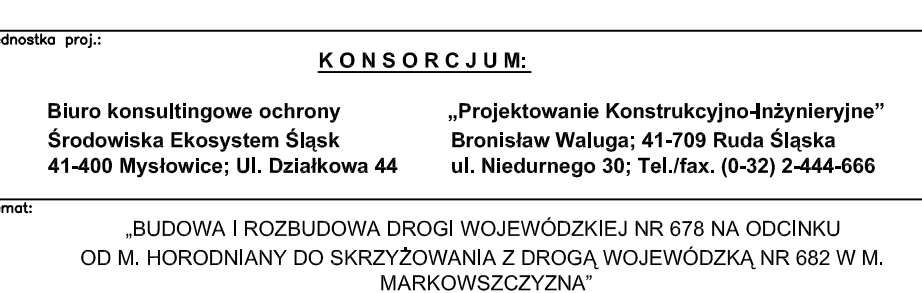 dnostka proj.:
KONSORCJUM:
Biuro konsultingowe ochrony
Środowiska Ekosystem Śląsk
41-400 Mysłowice; Ul. Działkowa 44
„Projektowanie Konstrukcyjno-Inżynieryjne”
Bronisław Waluga; 41-709 Ruda Śląska
ul. Niedurnego 30; Tel./fax. (0-32) 2-444-666
mat:
„BUDOWA I ROZBUDOWA DROGI WOJEWÓDZKIEJ NR 678 NA ODCINKU
OD M. HORODNIANY DO SKRZYŻOWANIA Z DROGĄ WOJEWÓDZKĄ NR 682 W M.
MARKOWSZCZYZNA”